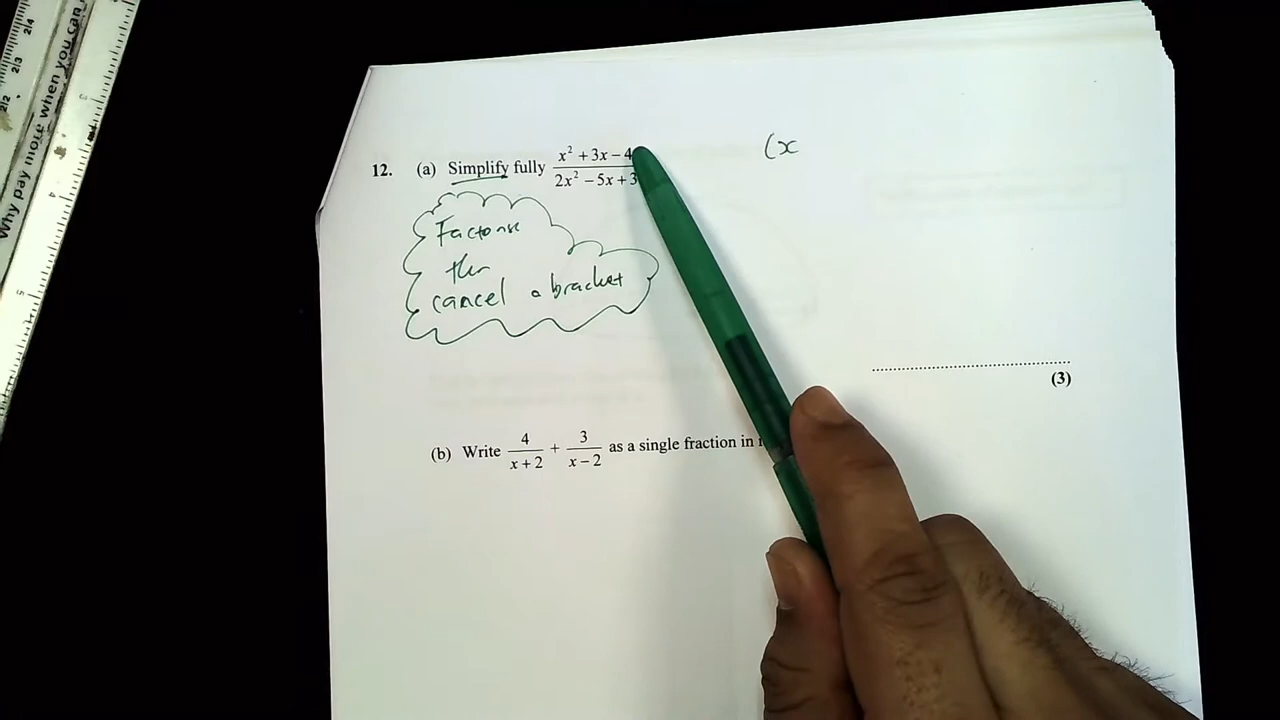 Why pay more when you can
(x
12. (a) Simplify fully x² + 3x − 4 / 2x² − 5x + 3
Factorise
then
cancel a bracket
(3)
(b) Write 4/x + 2 + 3/x − 2 as a single fraction in